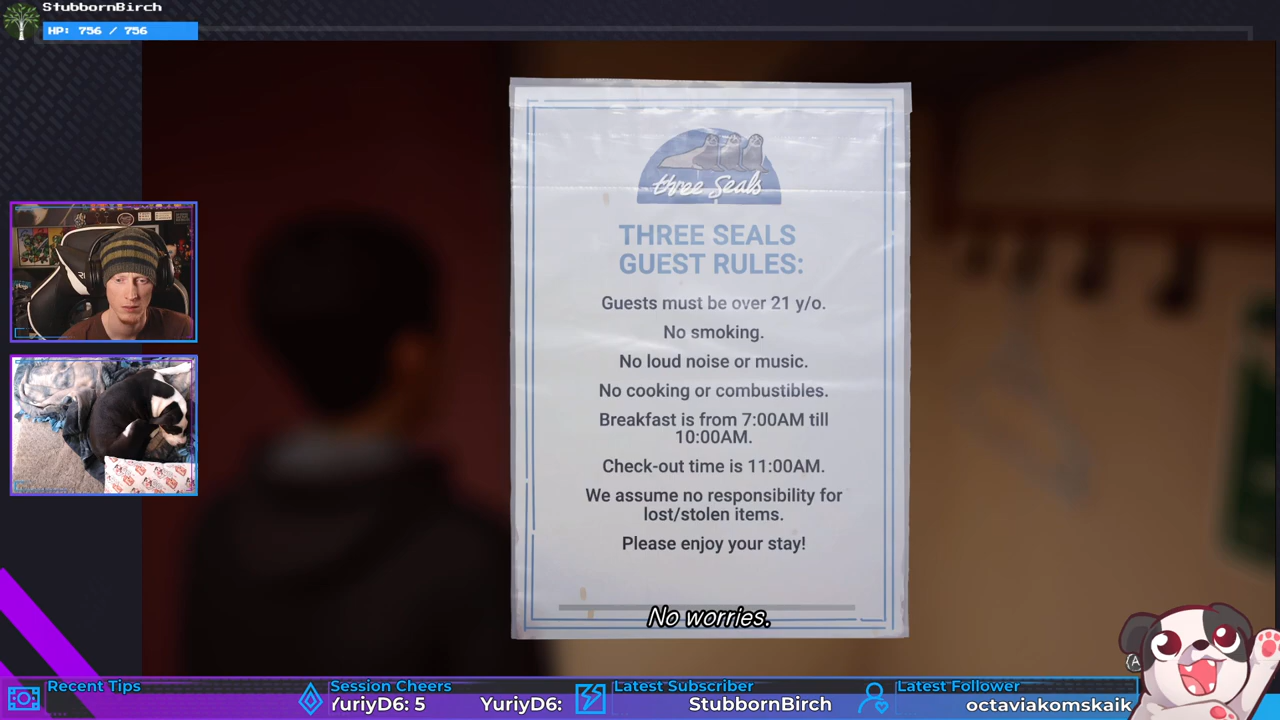 StubbornBirch
HP: 756 / 756
three Seals
THREE SEALS
GUEST RULES:
Guests must be over 21 y/o.
No smoking.
No loud noise or music.
No cooking or combustibles.
Breakfast is from 7:00AM till
10:00AM.
Check-out time is 11:00AM.
We assume no responsibility for
lost/stolen items.
Please enjoy your stay!
No worries.
(A
Recent Tips
Session Cheers
YuriyD6: 5 YuriyD6:
Latest Subscriber
StubbornBirch
Latest Follower
octaviakomskaik